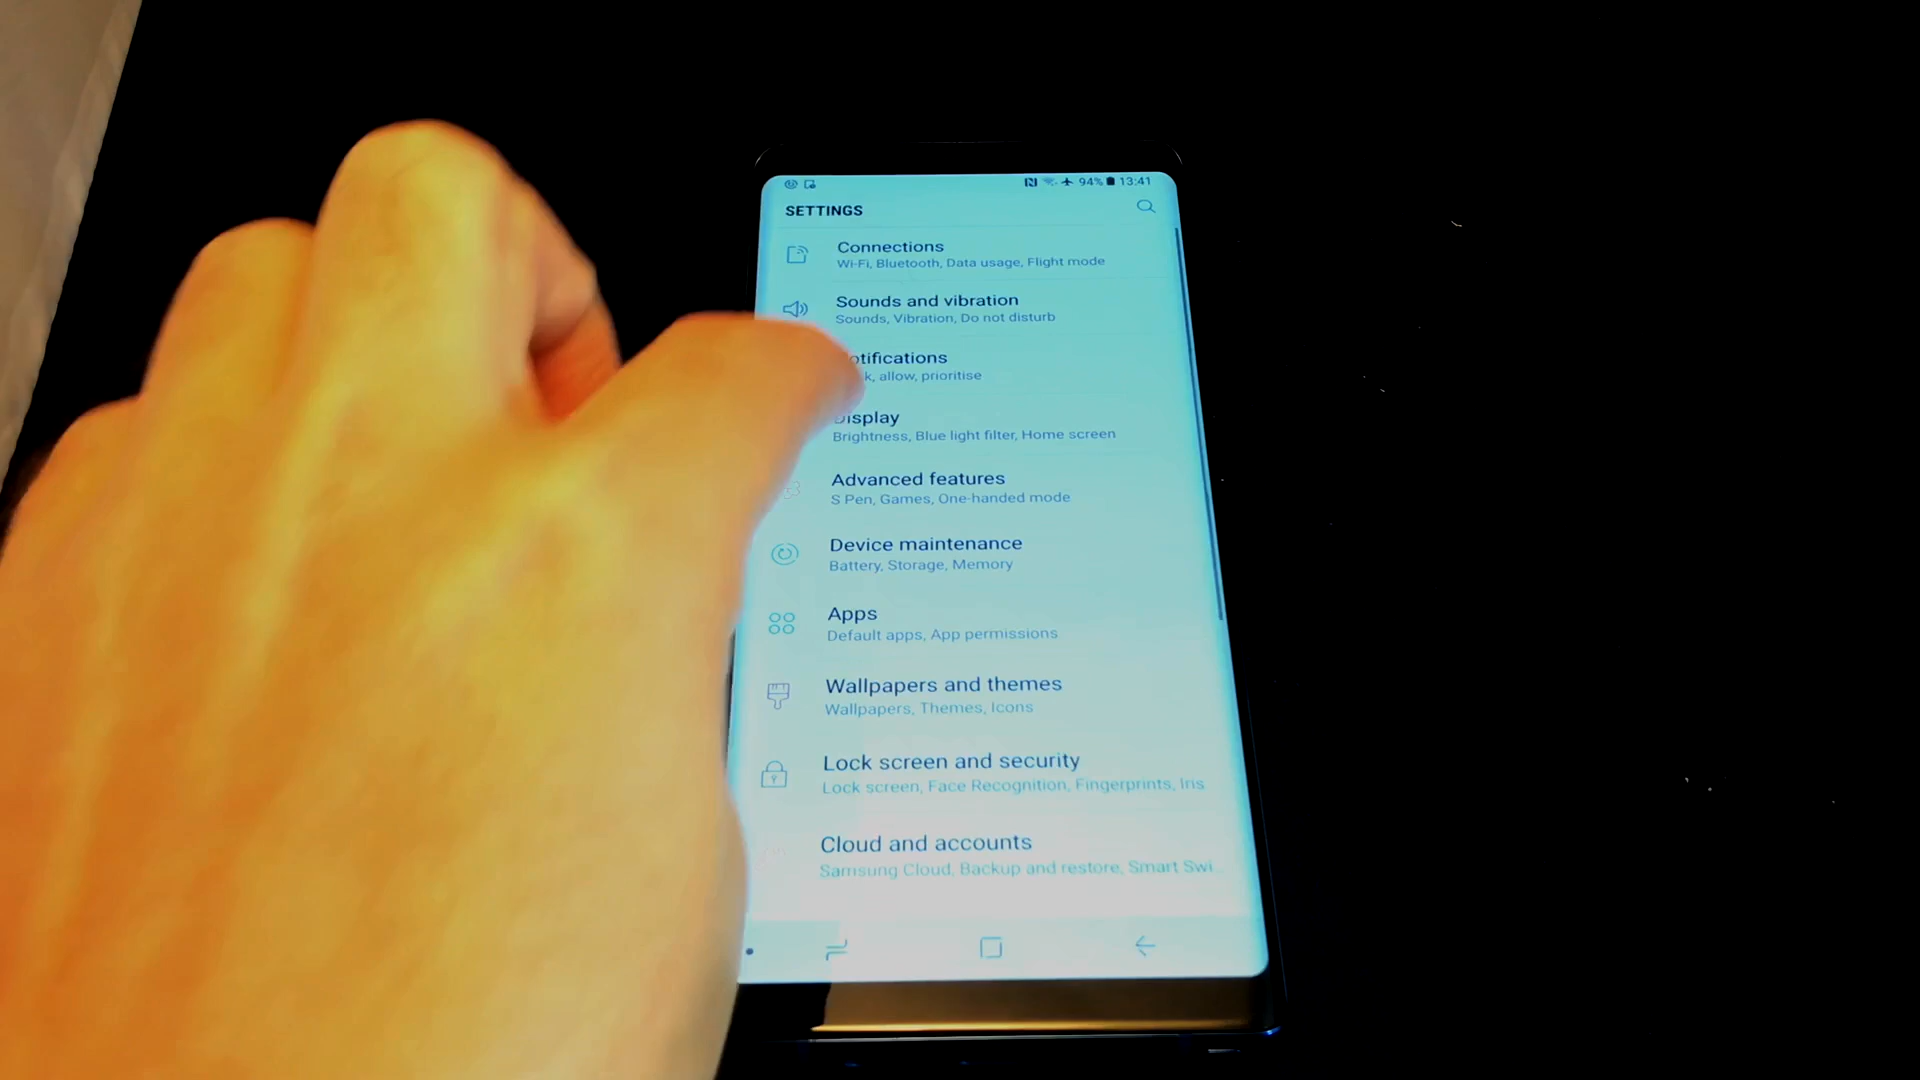 94% 13:41
SETTINGS
Connections
Wi-Fi, Bluetooth, Data usage, Flight mode
Sounds and vibration
Sounds, Vibration, Do not disturb
otifications
k, allow, prioritise
Display
Brightness, Blue light filter, Home screen
Advanced features
S Pen, Games, One-handed mode
Device maintenance
Battery, Storage, Memory
Apps
Default apps, App permissions
Wallpapers and themes
Wallpapers, Themes, Icons
Lock screen and security
Lock screen, Face Recognition, Fingerprints, Iris
Cloud and accounts
Samsung Cloud, Backup and restore, Smart Swi...